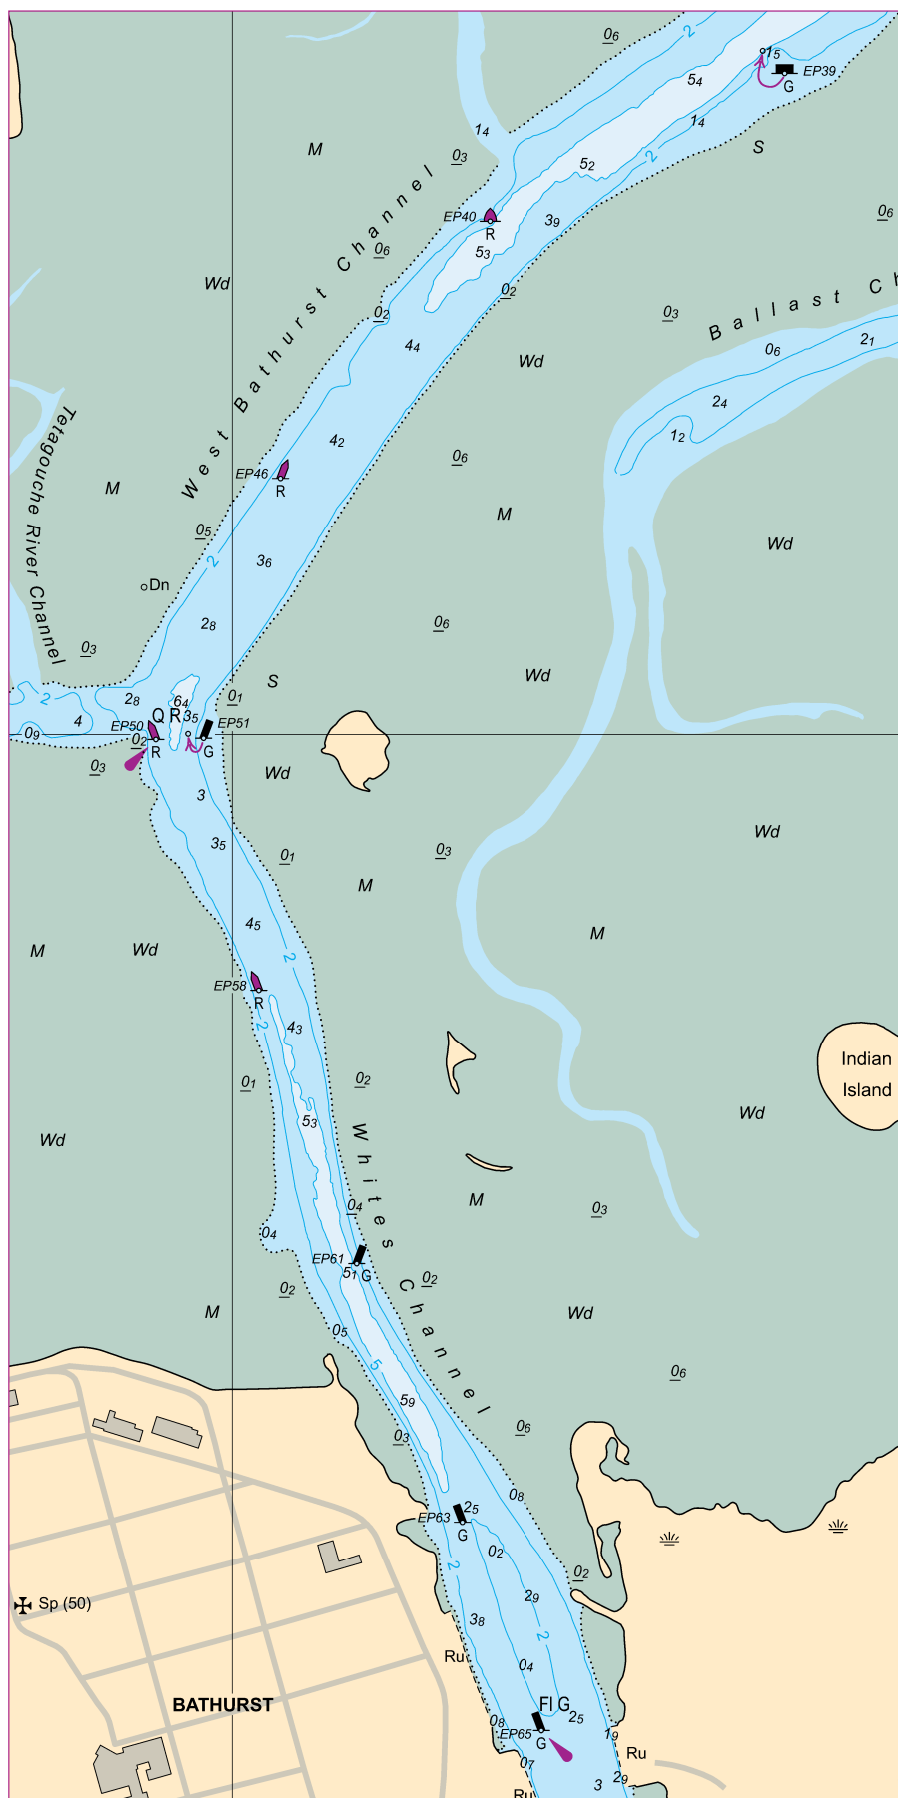 0₆
2
1₅
EP39
G
5₄
1₄
1₄
2
S
M
0₃
5₂
EP40
R
3₉
0₆
5₃
0₆
Wd
West Bathurst Channel
0₂
0₂
0₃
Ballast Ch
4₄
Wd
0₆
2₁
2₄
1₂
Tetagouche River Channel
4₂
0₆
EP46
R
M
M
0₅
Wd
2
3₆
Dn
2₈
0₆
0₃
Wd
S
2
2₈
6₄
0₁
4
EP50
Q R
3₅
EP51
0₉
0₂
R
G
0₃
Wd
3
Wd
3₅
0₁
0₃
M
4₅
M
M
Wd
2
EP58
R
2
4₃
Indian
Island
0₁
0₂
Wd
5₃
Wd
Whites Channel
M
0₄
0₃
0₄
EP61
5₁
G
0₂
0₂
M
Wd
0₅
5
0₆
5₉
0₃
0₆
0₈
2₅
EP63
G
0₂
2
0₂
2₉
Sp (50)
3₈
2
Ru
0₄
BATHURST
Fl G
2₅
0₈
EP65
G
1₉
Ru
0₇
2₉
3
Ru